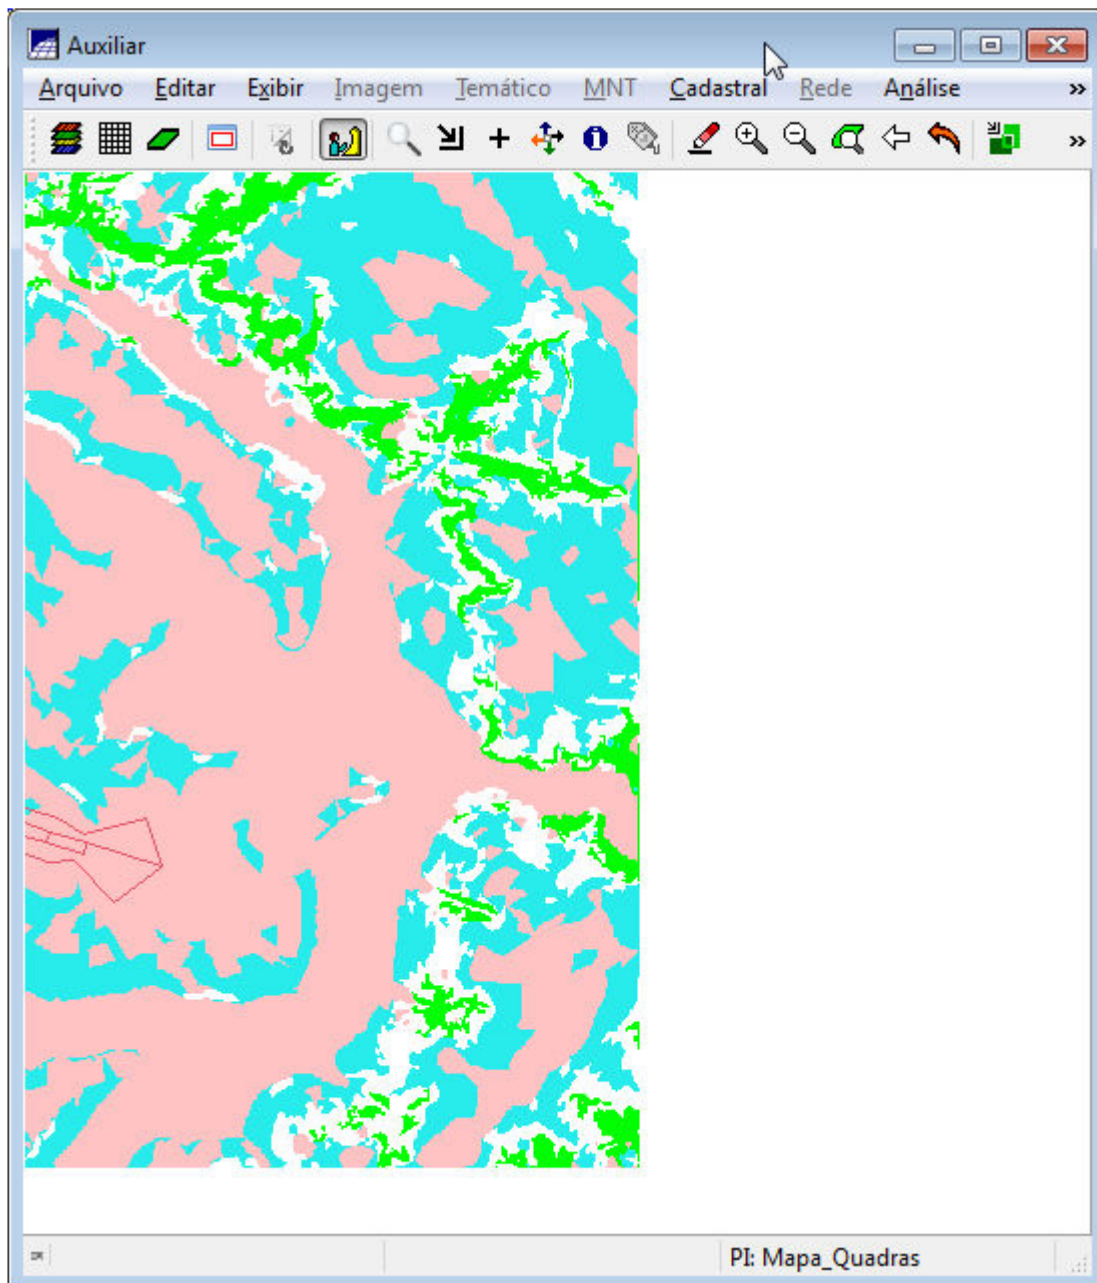 Auxiliar
Arquivo Editar Exibir Imagem Temático MNT Cadastral Rede Análise »
»
PI: Mapa_Quadras